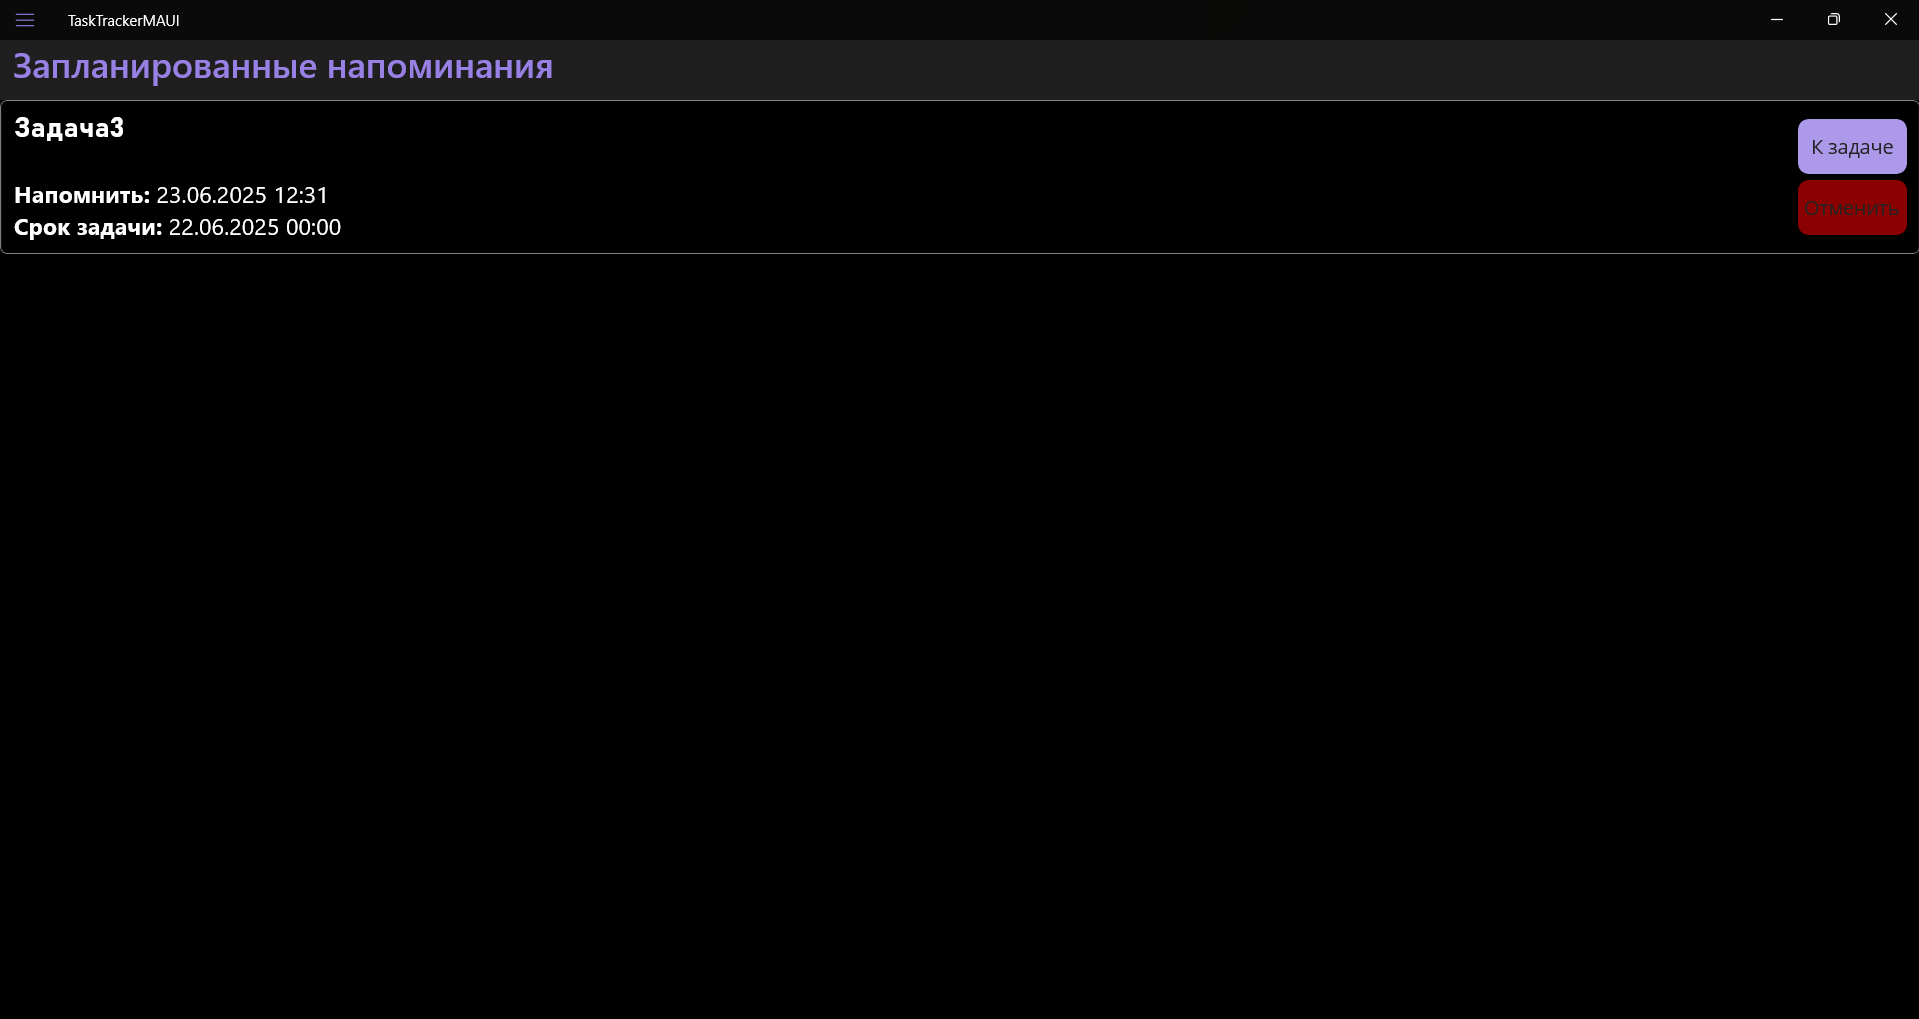 TaskTrackerMAUI
Запланированные напоминания
Задача3
К задаче
Напомнить: 23.06.2025 12:31
Отменить
Срок задачи: 22.06.2025 00:00